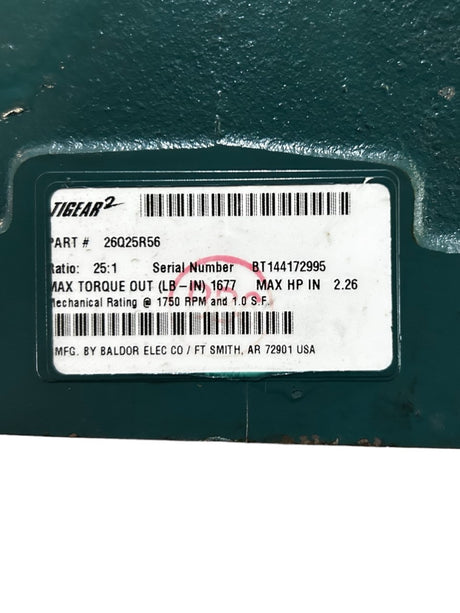 TIGEAR2
PART # 26Q25R56
Ratio: 25:1 Serial Number BT144172995
MAX TORQUE OUT (LB-IN) 1677 MAX HP IN 2.26
Mechanical Rating @ 1750 RPM and 1.0 S.F.
MFG. BY BALDOR ELEC CO / FT SMITH, AR 72901 USA